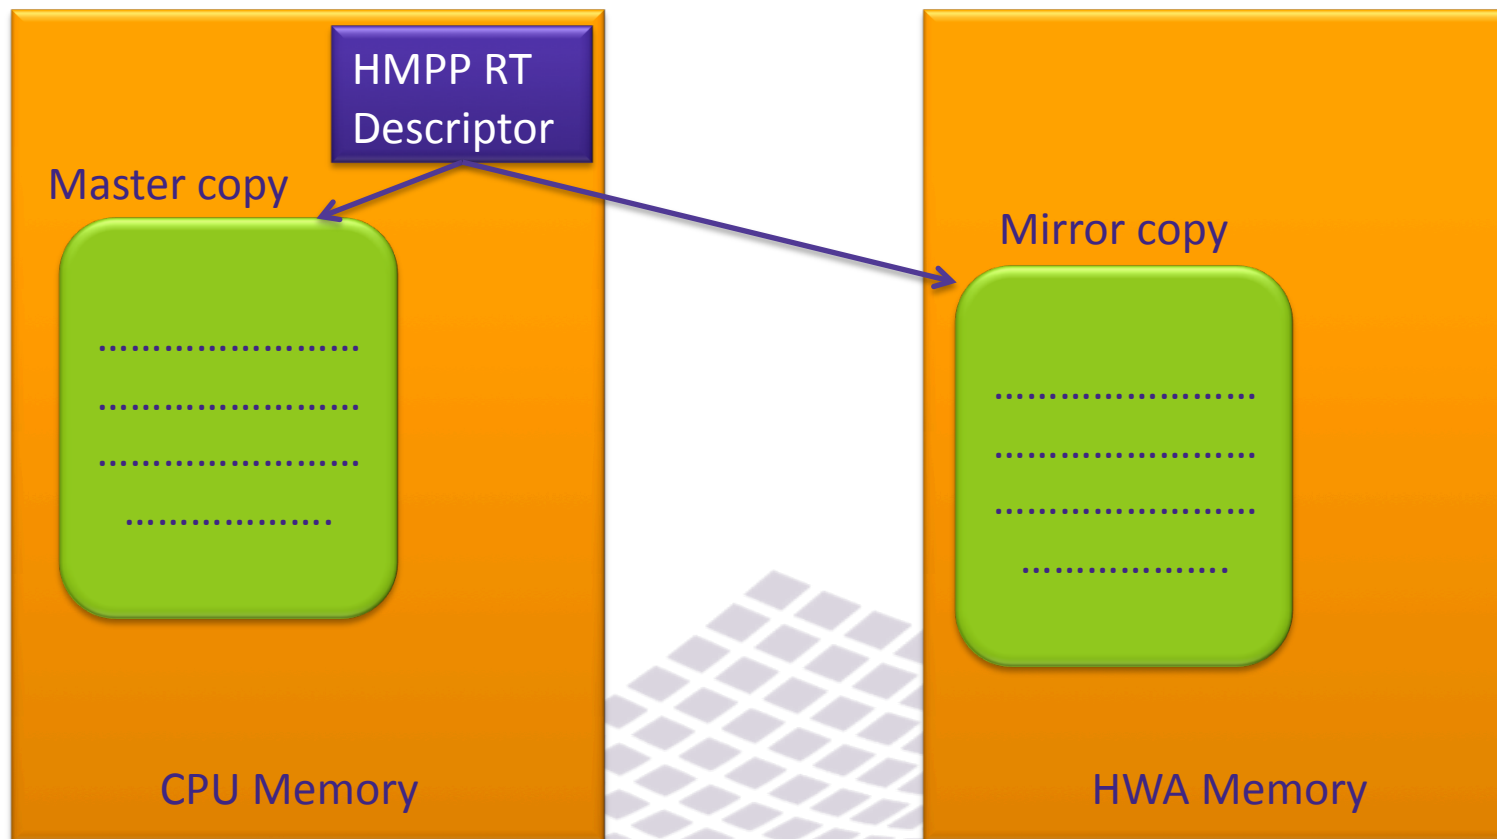 HMPP RT
Descriptor
Master copy
Mirror copy
……………………
……………………
……………………
……………….
……………………
……………………
……………………
……………….
CPU Memory
HWA Memory